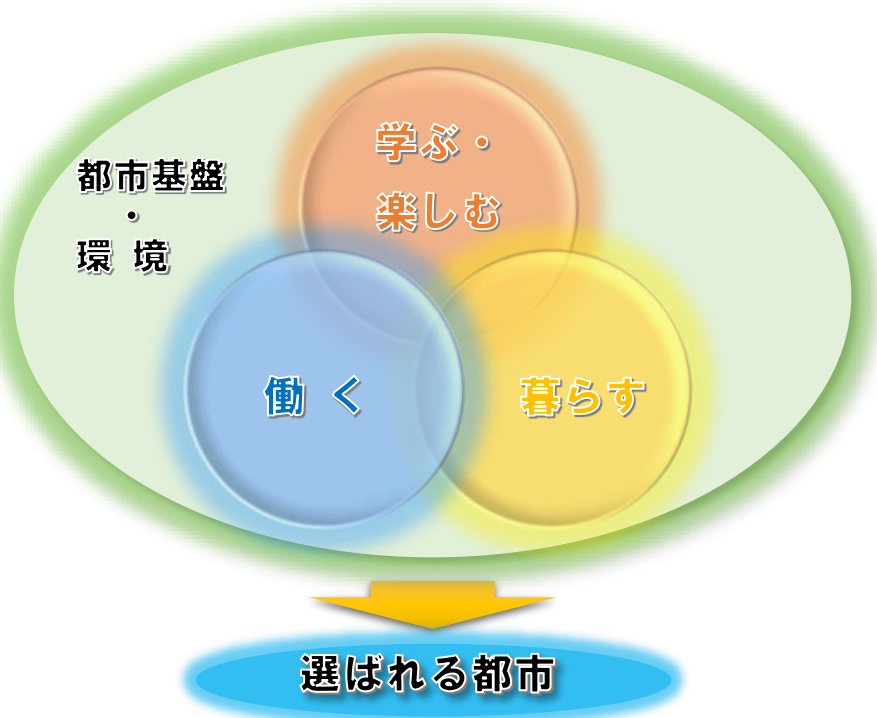 学ぶ・
楽しむ
都市基盤
・
環 境
働 く
暮らす
選ばれる都市